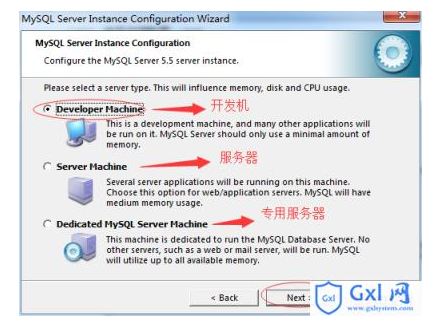 MySQL Server Instance Configuration Wizard
MySQL Server Instance Configuration
Configure the MySQL Server 5.5 server instance.
Please select a server type. This will influence memory, disk and CPU usage.
Developer Machine
开发机
This is a development machine, and many other applications will
be run on it. MySQL Server should only use a minimal amount of
memory.
Server Machine
服务器
Several server applications will be running on this machine.
Choose this option for web/application servers. MySQL will have
medium memory usage.
Dedicated MySQL Server Machine
专用服务器
This machine is dedicated to run the MySQL Database Server. No
other servers, such as a web or mail server, will be run. MySQL
will utilize up to all available memory.
< Back
Next
Gxl
Gxl 网
www.gxlsystem.com